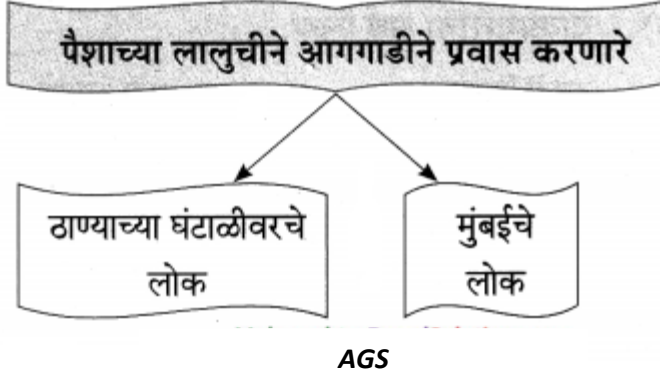 पैशाच्या लालुचीने आगगाडीने प्रवास करणारे
ठाण्याच्या घंटाळीवरचे
लोक
मुंबईचे
लोक
AGS